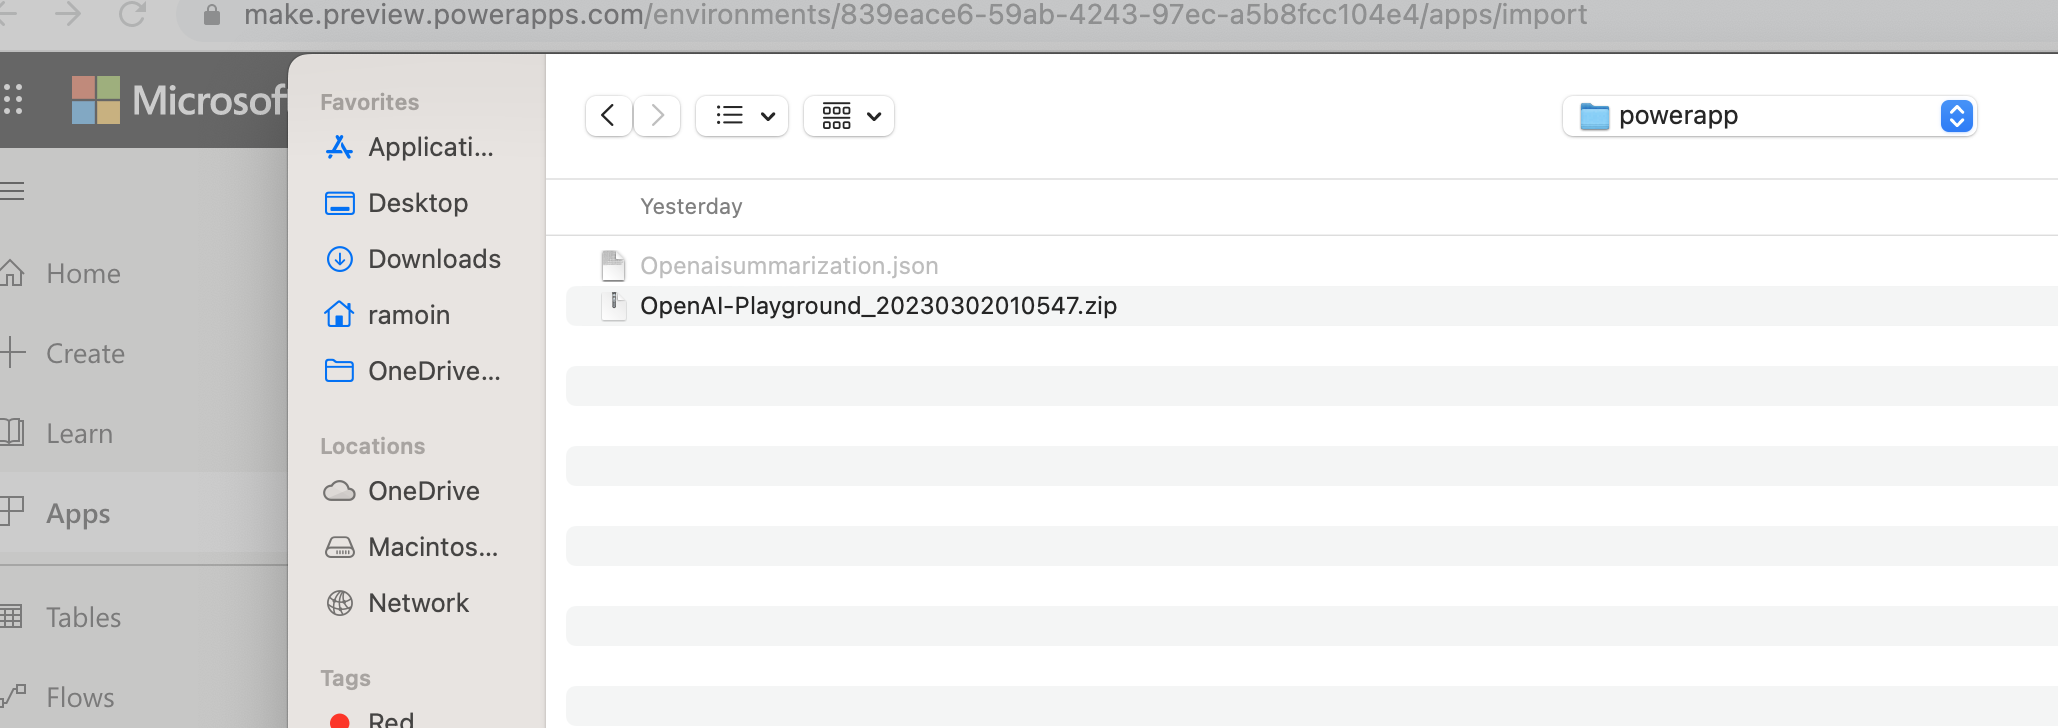 make.preview.powerapps.com/environments/839eace6-59ab-4243-97ec-a5b8fcc104e4/apps/import
Microsof
Home
Create
Learn
Apps
Tables
Flows
Favorites
Applicati...
Desktop
Downloads
ramoin
OneDrive...
Locations
OneDrive
Macintos...
Network
Tags
Red
powerapp
Yesterday
Openaisummarization.json
OpenAI-Playground_20230302010547.zip